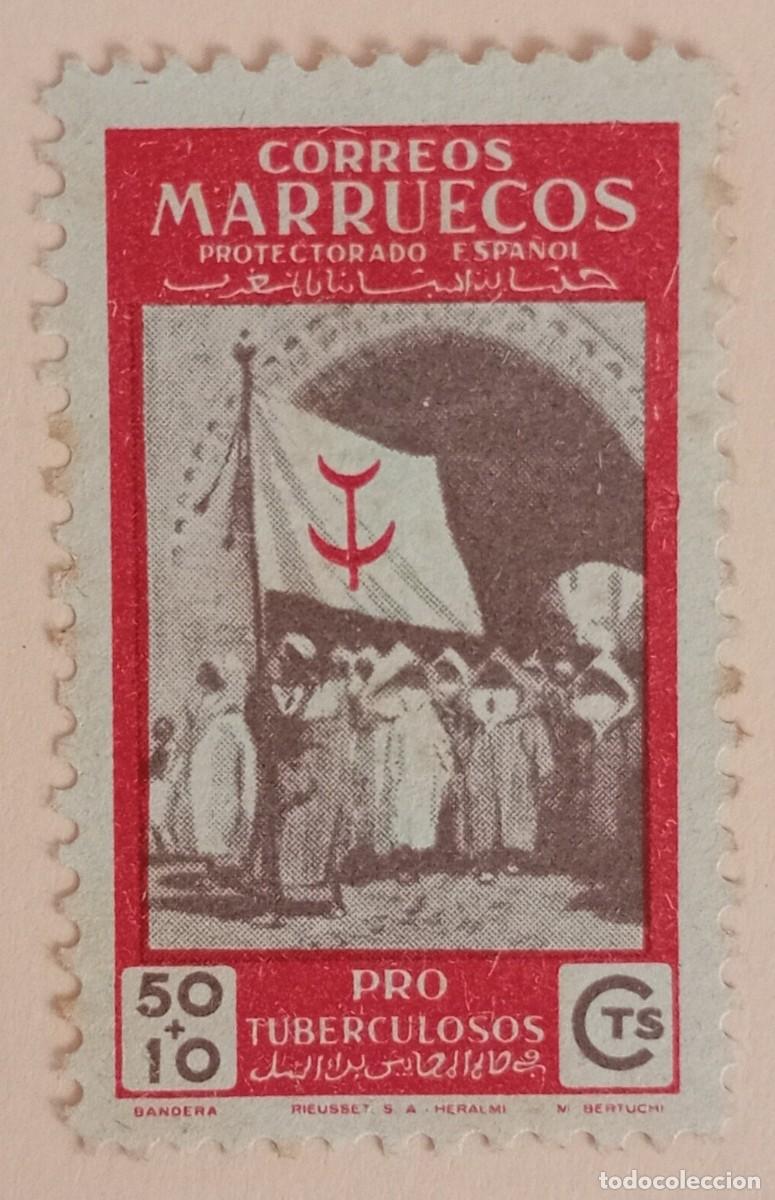 CORREOS
MARRUECOS
PROTECTORADO ESPAÑOL
PRO
TUBERCULOSOS
50
+
10
CTS
BANDERA RIEUSSET. S. A - HERALMI M. BERTUCHI
todocoleccion